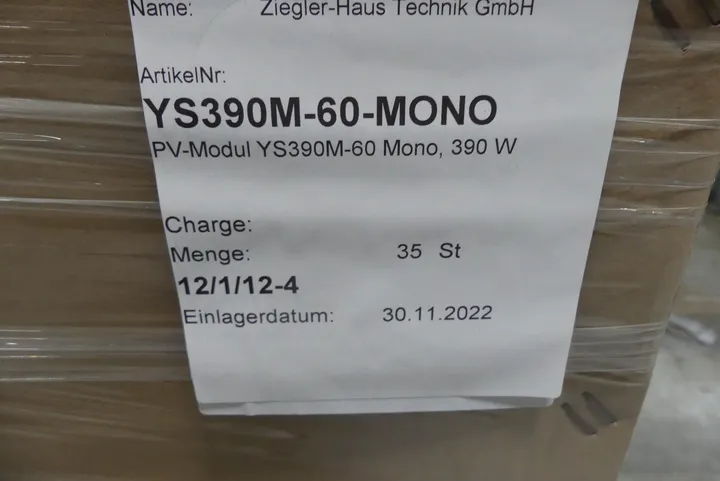 Name: Ziegler-Haus Technik GmbH
ArtikelNr:
YS390M-60-MONO
PV-Modul YS390M-60 Mono, 390 W
Charge:
Menge: 35 St
12/1/12-4
Einlagerdatum: 30.11.2022